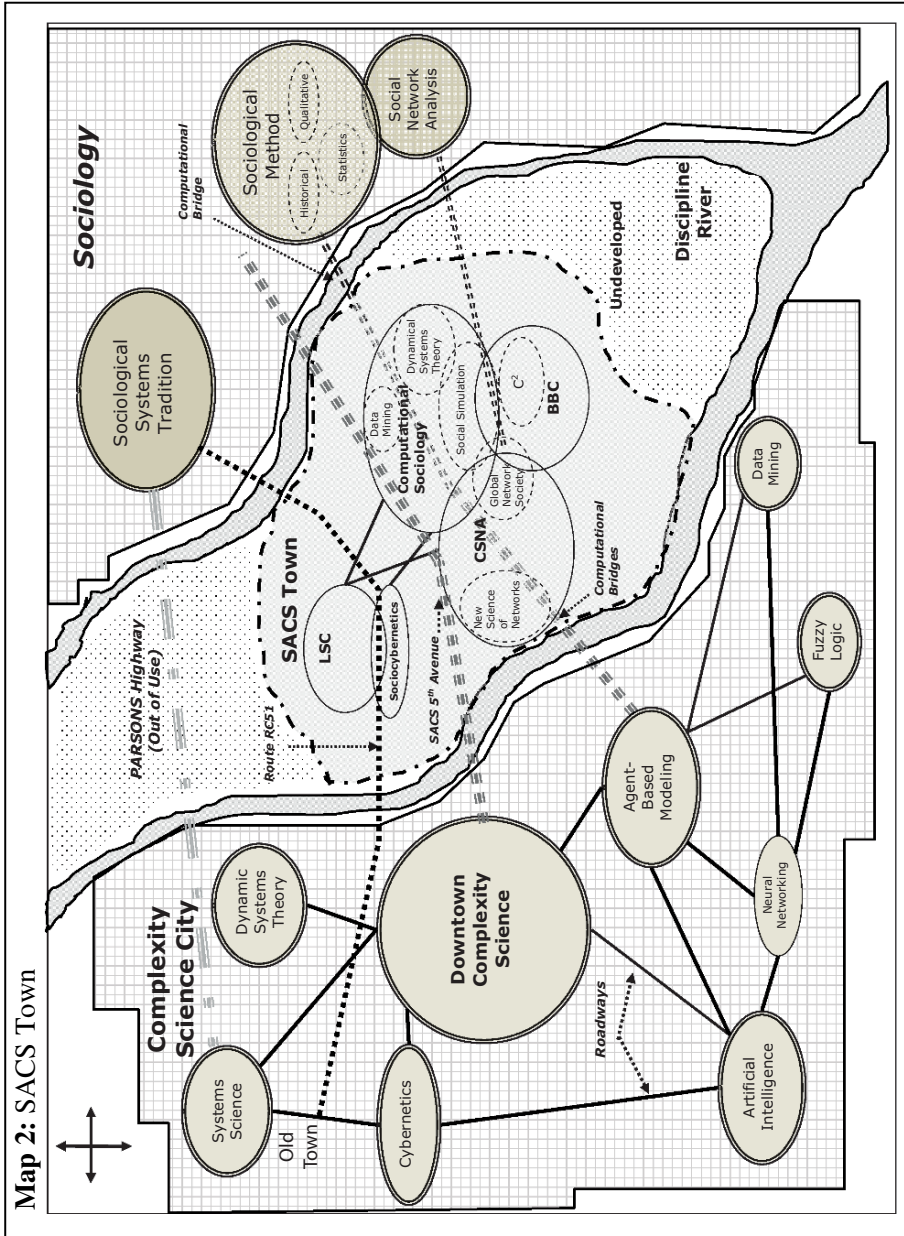 Map 2: SACS Town
Complexity
Science City
Systems
Science
Dynamic
Systems
Theory
Old
Town
Cybernetics
Downtown
Complexity
Science
Roadways
Artificial
Intelligence
Agent-
Based
Modeling
Neural
Networking
Fuzzy
Logic
Data
Mining
PARSONS Highway
(Out of Use)
Route RC51
SACS 5th Avenue
SACS Town
LSC
Sociocybernetics
CSNA
New
Science
of
Networks
Global
Network
Society
Computational
Sociology
Data
Mining
Dynamical
Systems
Theory
Social Simulation
C2
BBC
Computational
Bridges
Undeveloped
Discipline
River
Sociology
Sociological
Systems
Tradition
Computational
Bridge
Sociological
Method
Historical
Qualitative
Statistics
Social
Network
Analysis